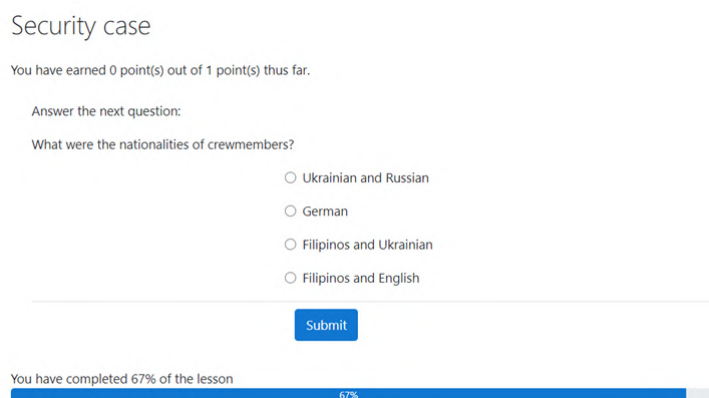 Security case
You have earned 0 point(s) out of 1 point(s) thus far.
Answer the next question:
What were the nationalities of crewmembers?
Ukrainian and Russian
German
Filipinos and Ukrainian
Filipinos and English
Submit
You have completed 67% of the lesson
67%